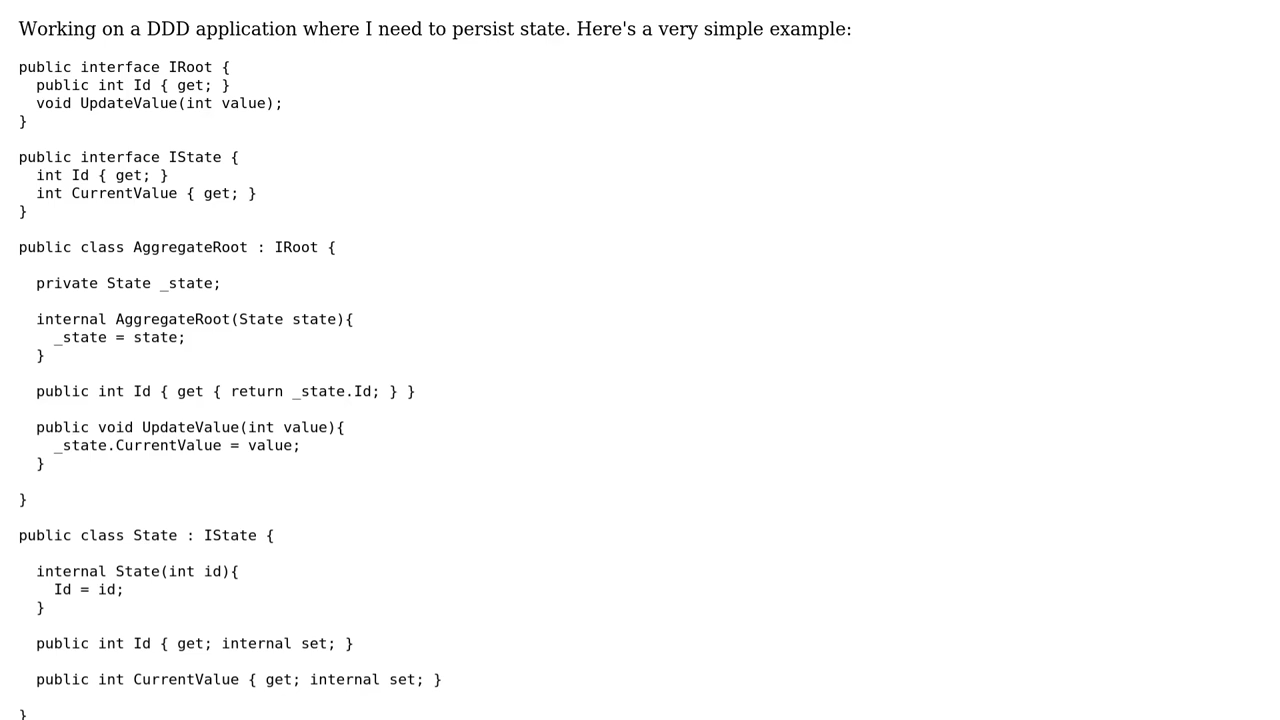 Working on a DDD application where I need to persist state. Here's a very simple example:
public interface IRoot {
  public int Id { get; }
  void UpdateValue(int value);
}
public interface IState {
  int Id { get; }
  int CurrentValue { get; }
}
public class AggregateRoot : IRoot {
  private State _state;
  internal AggregateRoot(State state){
    _state = state;
  }
  public int Id { get { return _state.Id; } }
  public void UpdateValue(int value){
    _state.CurrentValue = value;
  }
}
public class State : IState {
  internal State(int id){
    Id = id;
  }
  public int Id { get; internal set; }
  public int CurrentValue { get; internal set; }
}